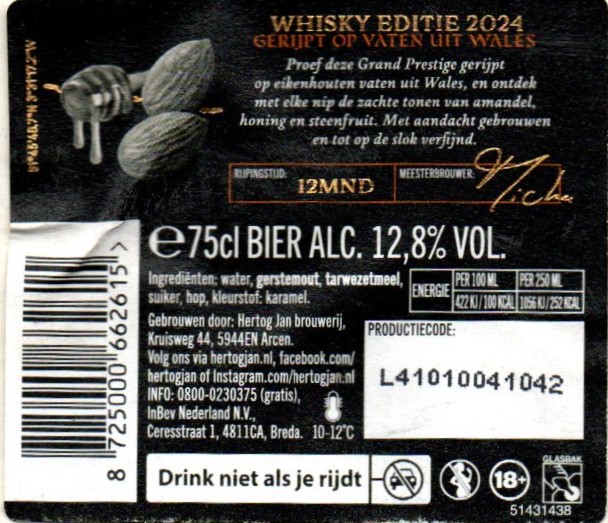 WHISKY EDITIE 2024
GERIJPT OP VATEN UIT WALES
Proef deze Grand Prestige gerijpt
op eikenhouten vaten uit Wales, en ontdek
met elke nip de zachte tonen van amandel,
honing en steenfruit. Met aandacht gebrouwen
en tot op de slok verfijnd.
RIJPINGSTIJD:
12MND
MEESTERBROUWER:
e75cl BIER ALC. 12,8% VOL.
Ingrediënten: water, gerstemout, tarwezetmeel,
suiker, hop, kleurstof: karamel.
ENERGIE
PER 100 ML
PER 250 ML
422 KJ/100 KCAL
1056 KJ/252 KCAL
Gebrouwen door: Hertog Jan brouwerij,
Kruisweg 44, 5944EN Arcen.
Volg ons via hertogjan.nl, facebook.com/
hertogjan of Instagram.com/hertogjan.nl
INFO: 0800-0230375 (gratis),
InBev Nederland N.V.,
Ceresstraat 1, 4811CA, Breda. 10-12°C
PRODUCTIECODE:
L41010041042
8 725000 662615 >
Drink niet als je rijdt
18+
GLASBAK
51431438